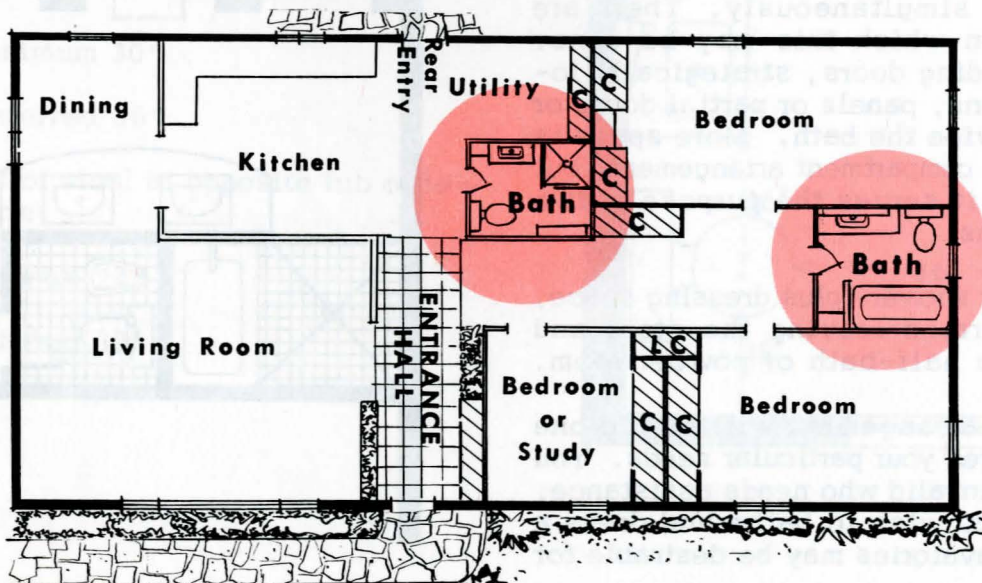 Rear
Entry
Dining
Utility
C
C
Bedroom
Kitchen
C
Bath
C
Bath
Living Room
ENTRANCE
HALL
Bedroom
or
Study
L
C
C
C
Bedroom